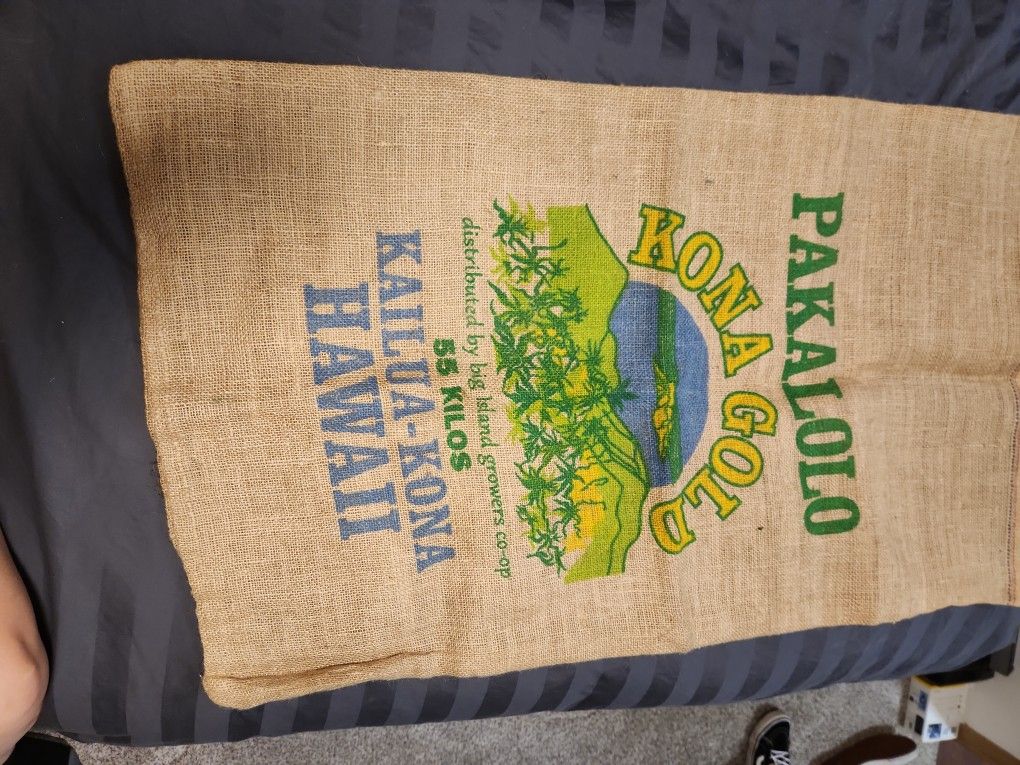 PAKALOLO
KONA GOLD
distributed by big island growers co-op
55 KILOS
KAILUA-KONA
HAWAII